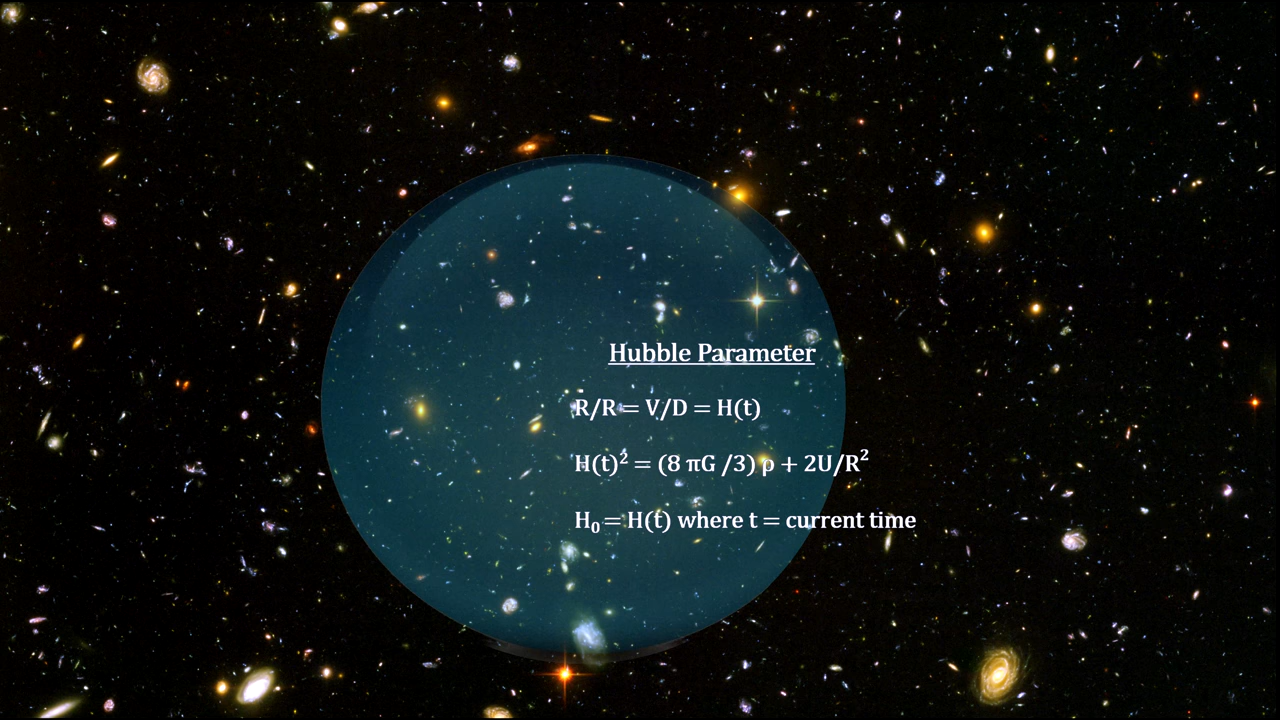 Hubble Parameter
R/R = V/D = H(t)
H(t)² = (8 πG /3) ρ + 2U/R²
H₀ = H(t) where t = current time